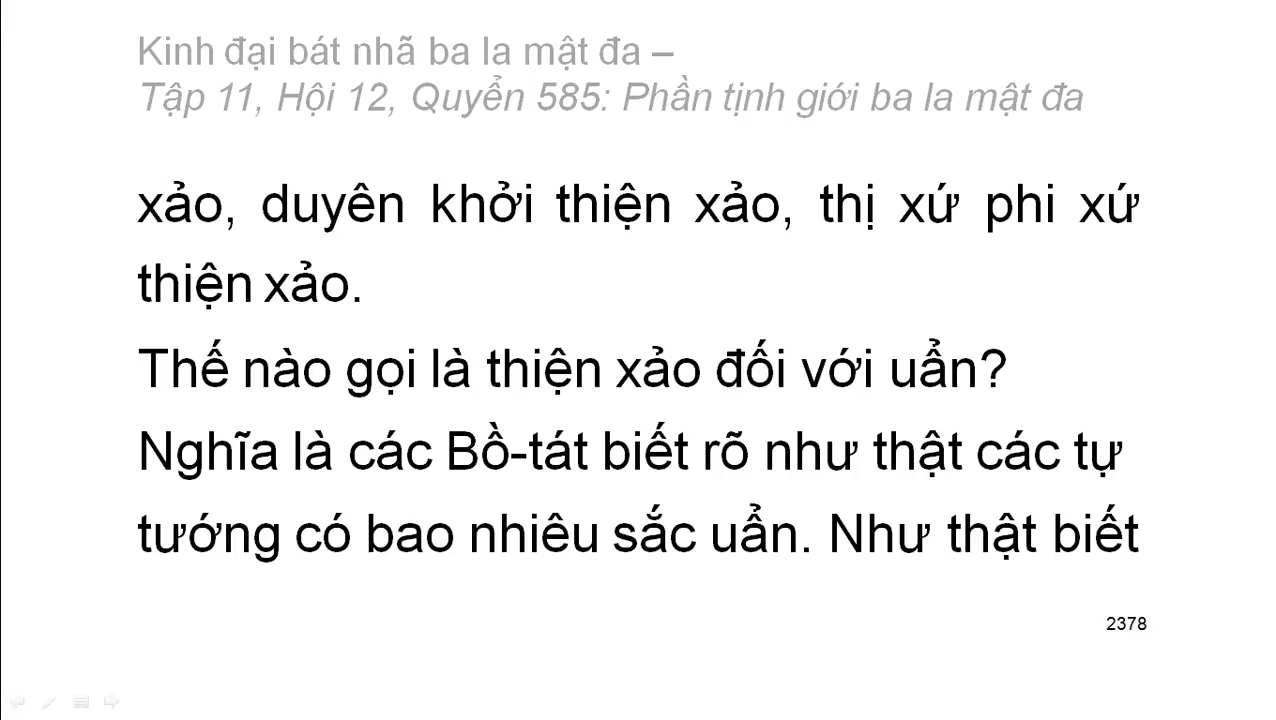 Kinh đại bát nhã ba la mật đa –
Tập 11, Hội 12, Quyển 585: Phần tịnh giới ba la mật đa
xảo, duyên khởi thiện xảo, thị xứ phi xứ
thiện xảo.
Thế nào gọi là thiện xảo đối với uẩn?
Nghĩa là các Bồ-tát biết rõ như thật các tự
tướng có bao nhiêu sắc uẩn. Như thật biết
2378